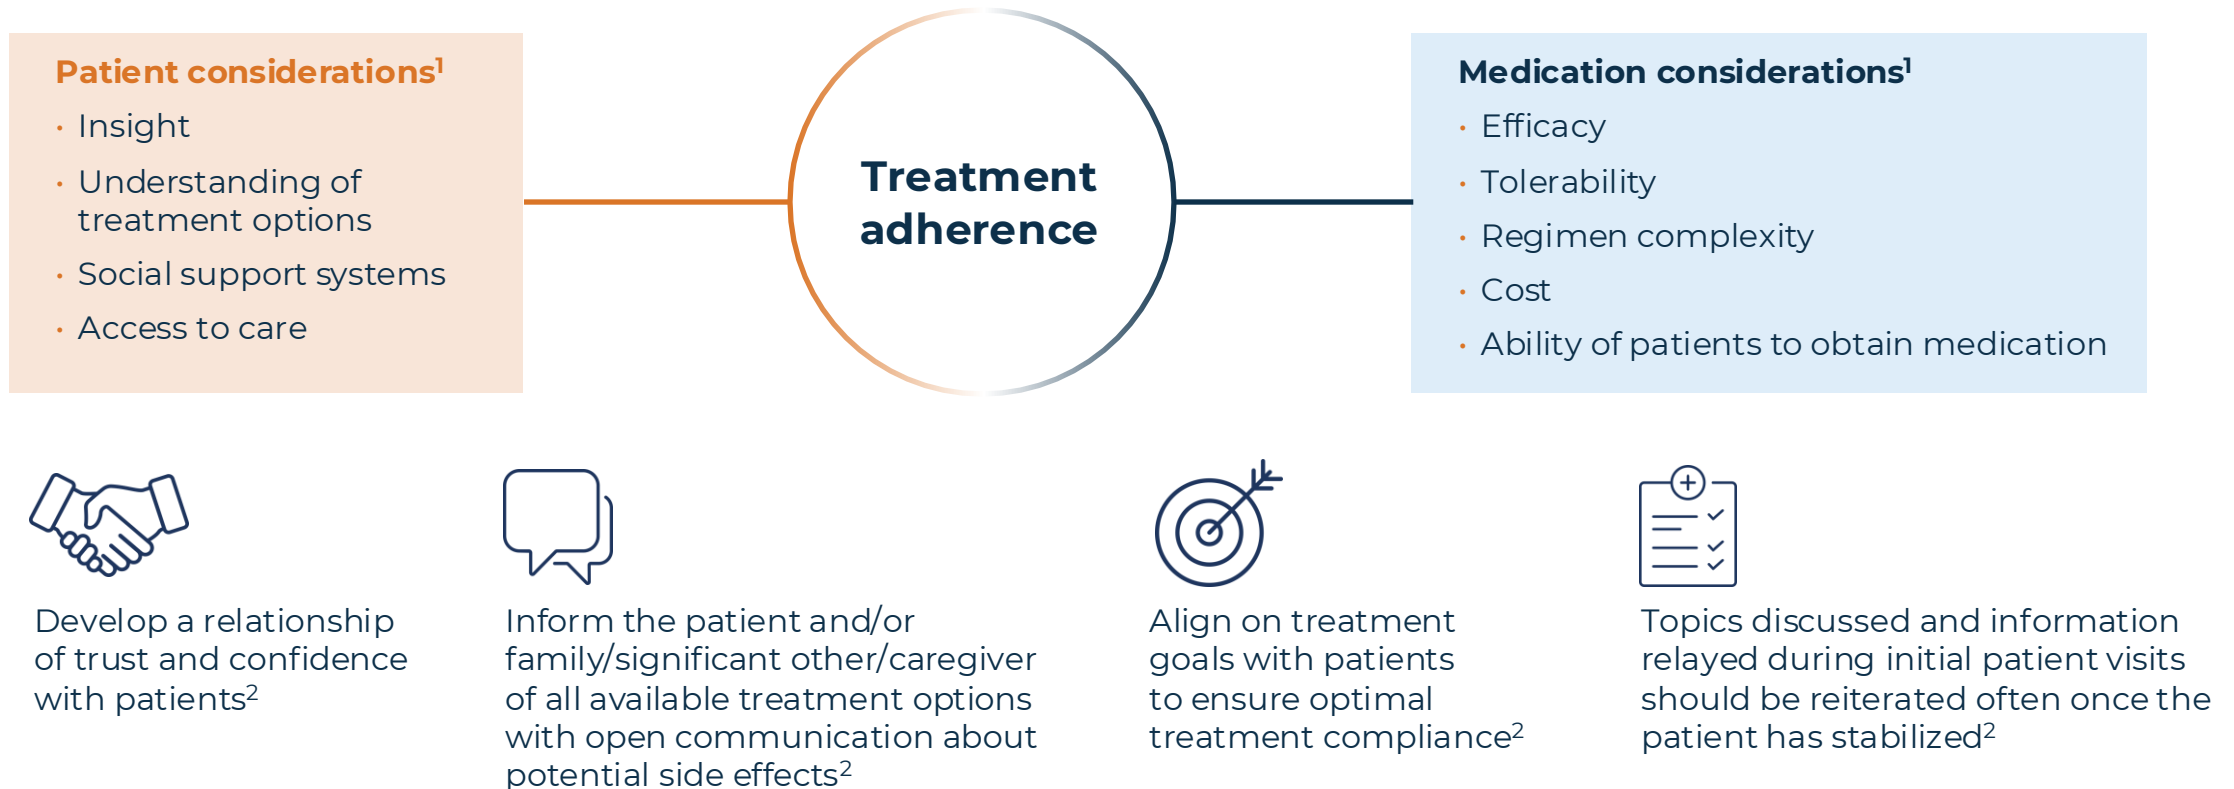 Patient considerations¹
· Insight
· Understanding of
treatment options
· Social support systems
· Access to care
Treatment
adherence
Medication considerations¹
· Efficacy
· Tolerability
· Regimen complexity
· Cost
· Ability of patients to obtain medication
Develop a relationship
of trust and confidence
with patients²
Inform the patient and/or
family/significant other/caregiver
of all available treatment options
with open communication about
potential side effects²
Align on treatment
goals with patients
to ensure optimal
treatment compliance²
Topics discussed and information
relayed during initial patient visits
should be reiterated often once the
patient has stabilized²